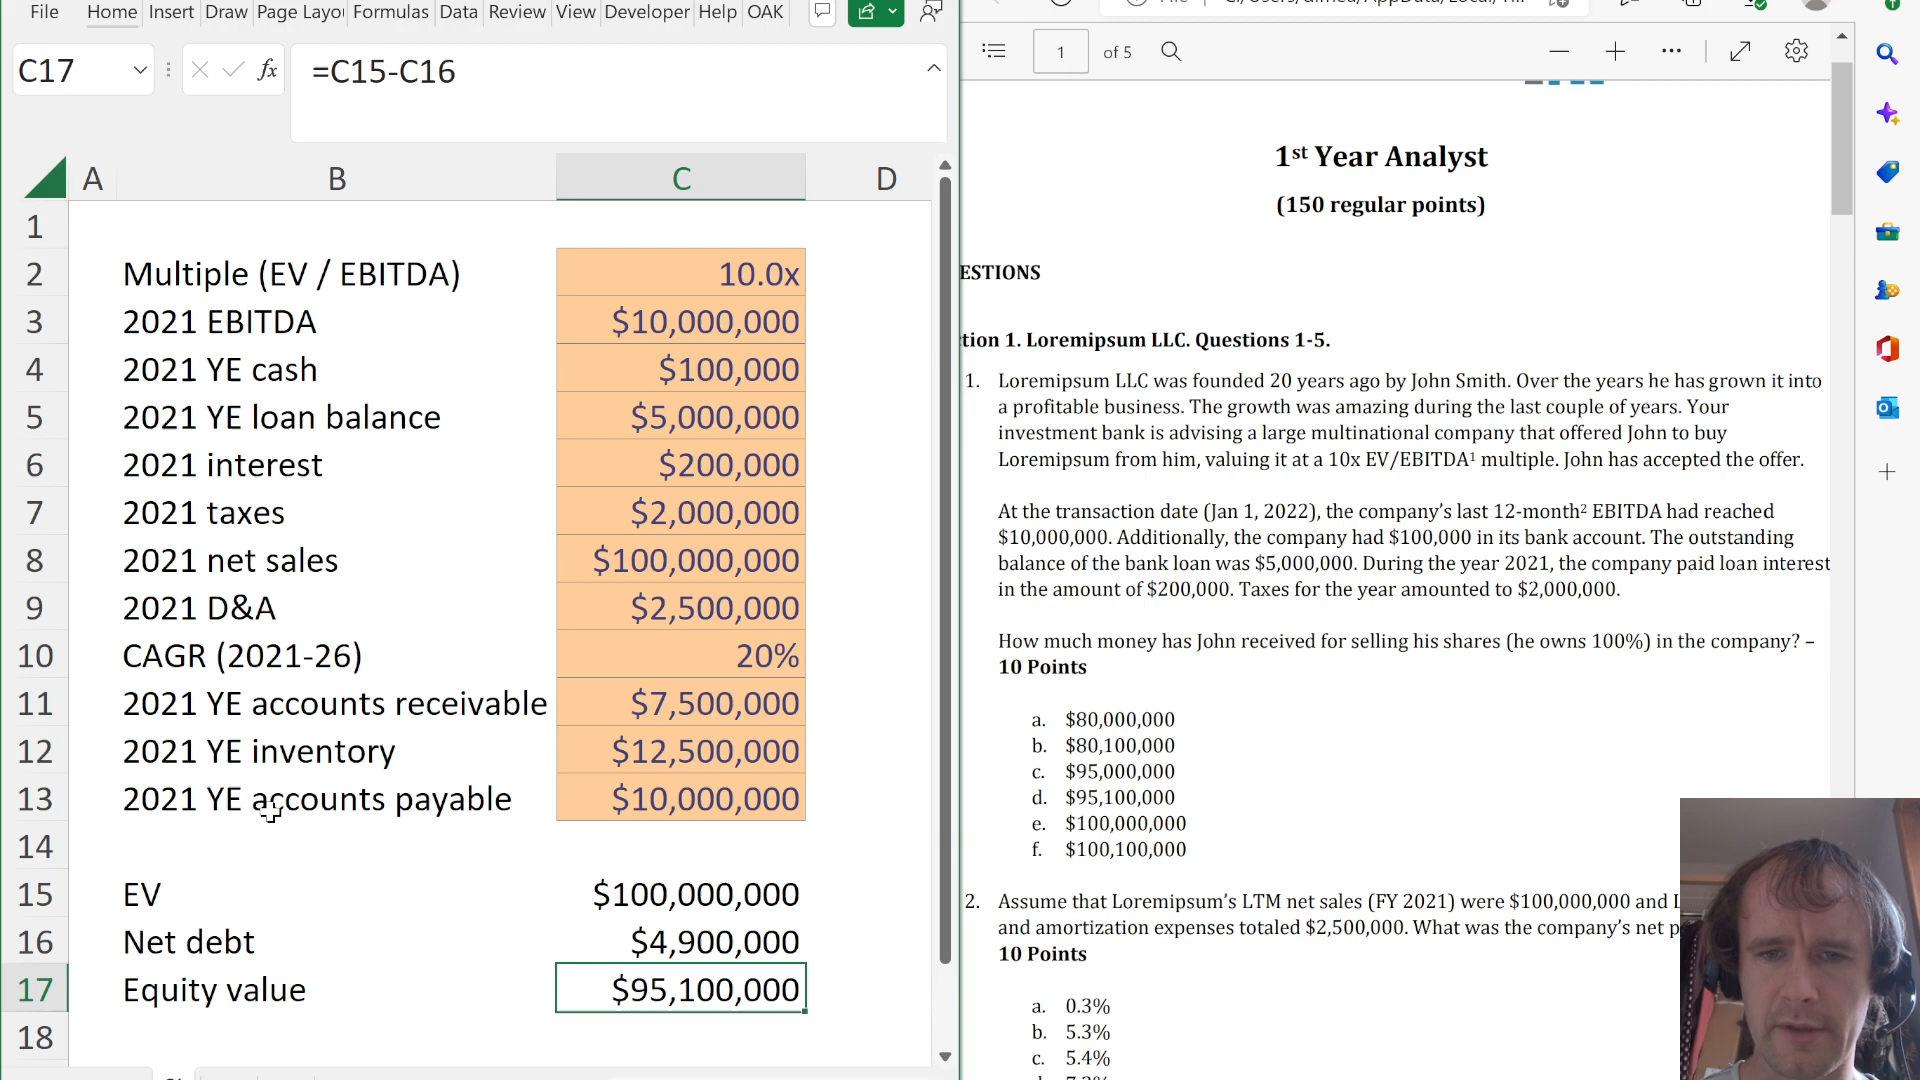 File Home Insert Draw Page Layou Formulas Data Review View Developer Help OAK
C17 fx =C15-C16
A B C D
1
2 Multiple (EV / EBITDA) 10.0x
3 2021 EBITDA $10,000,000
4 2021 YE cash $100,000
5 2021 YE loan balance $5,000,000
6 2021 interest $200,000
7 2021 taxes $2,000,000
8 2021 net sales $100,000,000
9 2021 D&A $2,500,000
10 CAGR (2021-26) 20%
11 2021 YE accounts receivable $7,500,000
12 2021 YE inventory $12,500,000
13 2021 YE accounts payable $10,000,000
14
15 EV $100,000,000
16 Net debt $4,900,000
17 Equity value $95,100,000
18
1 of 5
1st Year Analyst
(150 regular points)
ESTIONS
tion 1. Loremipsum LLC. Questions 1-5.
1. Loremipsum LLC was founded 20 years ago by John Smith. Over the years he has grown it into
a profitable business. The growth was amazing during the last couple of years. Your
investment bank is advising a large multinational company that offered John to buy
Loremipsum from him, valuing it at a 10x EV/EBITDA¹ multiple. John has accepted the offer.
At the transaction date (Jan 1, 2022), the company's last 12-month² EBITDA had reached
$10,000,000. Additionally, the company had $100,000 in its bank account. The outstanding
balance of the bank loan was $5,000,000. During the year 2021, the company paid loan interest
in the amount of $200,000. Taxes for the year amounted to $2,000,000.
How much money has John received for selling his shares (he owns 100%) in the company? –
10 Points
a. $80,000,000
b. $80,100,000
c. $95,000,000
d. $95,100,000
e. $100,000,000
f. $100,100,000
2. Assume that Loremipsum's LTM net sales (FY 2021) were $100,000,000 and
and amortization expenses totaled $2,500,000. What was the company's net p
10 Points
a. 0.3%
b. 5.3%
c. 5.4%